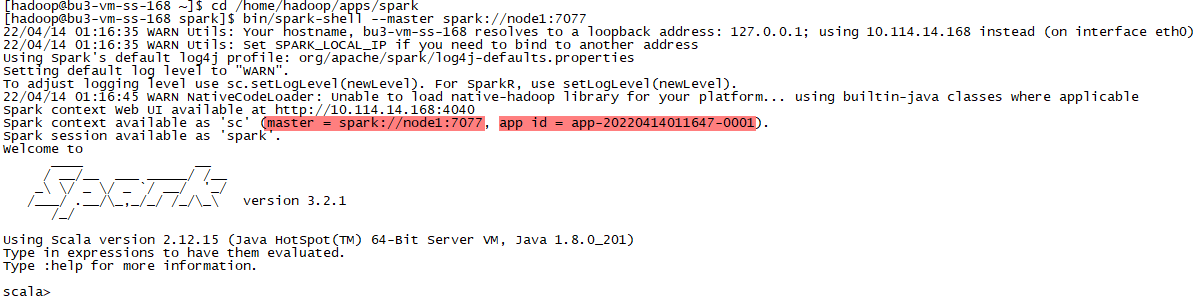 [hadoop@bu3-vm-ss-168 ~]$ cd /home/hadoop/apps/spark
[hadoop@bu3-vm-ss-168 spark]$ bin/spark-shell --master spark://node1:7077
22/04/14 01:16:35 WARN Utils: Your hostname, bu3-vm-ss-168 resolves to a loopback address: 127.0.0.1; using 10.114.14.168 instead (on interface eth0)
22/04/14 01:16:35 WARN Utils: Set SPARK_LOCAL_IP if you need to bind to another address
Using Spark's default log4j profile: org/apache/spark/log4j-defaults.properties
Setting default log level to "WARN".
To adjust logging level use sc.setLogLevel(newLevel). For SparkR, use setLogLevel(newLevel).
22/04/14 01:16:45 WARN NativeCodeLoader: Unable to load native-hadoop library for your platform... using builtin-java classes where applicable
Spark context Web UI available at http://10.114.14.168:4040
Spark context available as 'sc' (master = spark://node1:7077, app id = app-20220414011647-0001).
Spark session available as 'spark'.
Welcome to
      ____              __
     / __/__  ___ _____/ /__
    _\ \/ _ \/ _ `/ __/  '_/
   /___/ .__/\_,_/_/ /_/\_\   version 3.2.1
      /_/

Using Scala version 2.12.15 (Java HotSpot(TM) 64-Bit Server VM, Java 1.8.0_201)
Type in expressions to have them evaluated.
Type :help for more information.

scala>